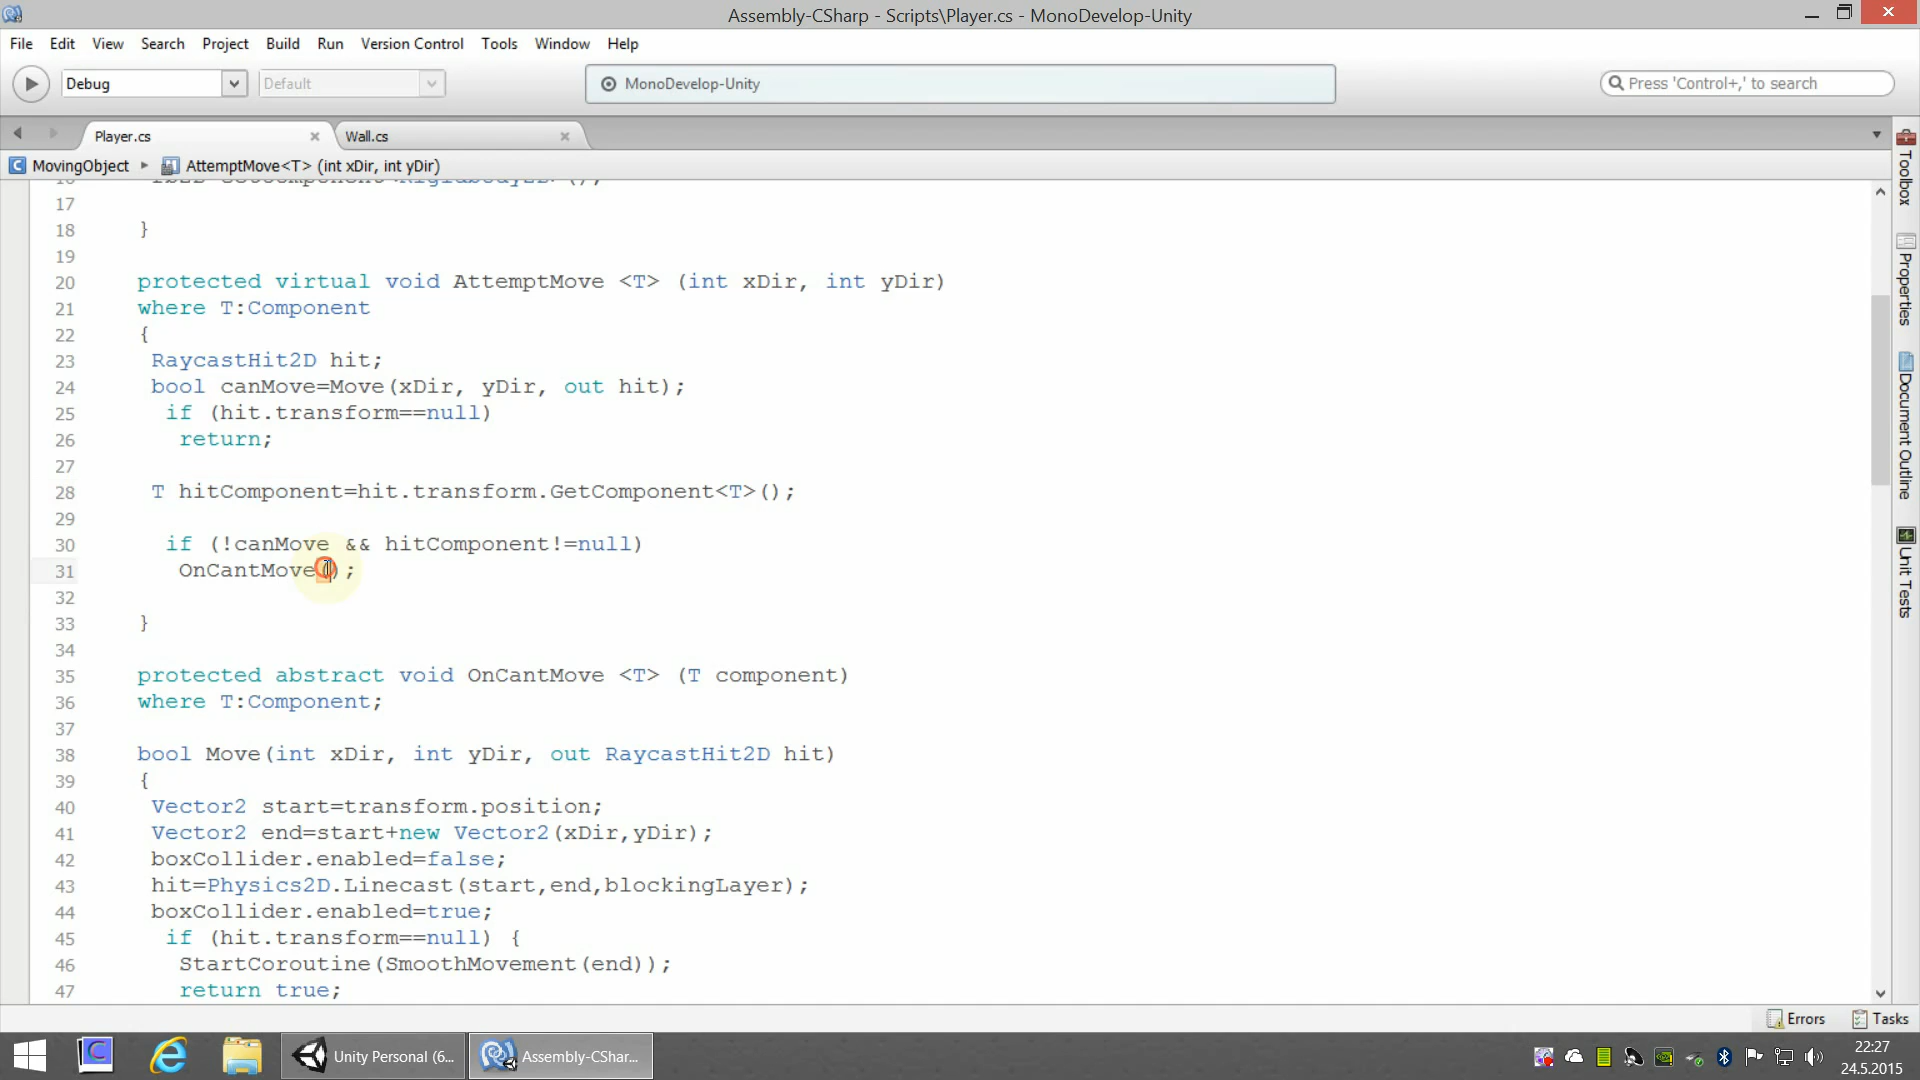 Assembly-CSharp - Scripts\Player.cs - MonoDevelop-Unity
File Edit View Search Project Build Run Version Control Tools Window Help
Debug Default MonoDevelop-Unity Press 'Control+,' to search
Player.cs Wall.cs
MovingObject AttemptMove<T> (int xDir, int yDir)
17
18 }
19
20 protected virtual void AttemptMove <T> (int xDir, int yDir)
21 where T:Component
22 {
23 RaycastHit2D hit;
24 bool canMove=Move(xDir, yDir, out hit);
25 if (hit.transform==null)
26 return;
27
28 T hitComponent=hit.transform.GetComponent<T>();
29
30 if (!canMove && hitComponent!=null)
31 OnCantMove();
32
33 }
34
35 protected abstract void OnCantMove <T> (T component)
36 where T:Component;
37
38 bool Move(int xDir, int yDir, out RaycastHit2D hit)
39 {
40 Vector2 start=transform.position;
41 Vector2 end=start+new Vector2(xDir,yDir);
42 boxCollider.enabled=false;
43 hit=Physics2D.Linecast(start,end,blockingLayer);
44 boxCollider.enabled=true;
45 if (hit.transform==null) {
46 StartCoroutine(SmoothMovement(end));
47 return true;
Toolbox
Properties
Document Outline
Unit Tests
Errors Tasks
Unity Personal (6... Assembly-CShar...
22:27
24.5.2015